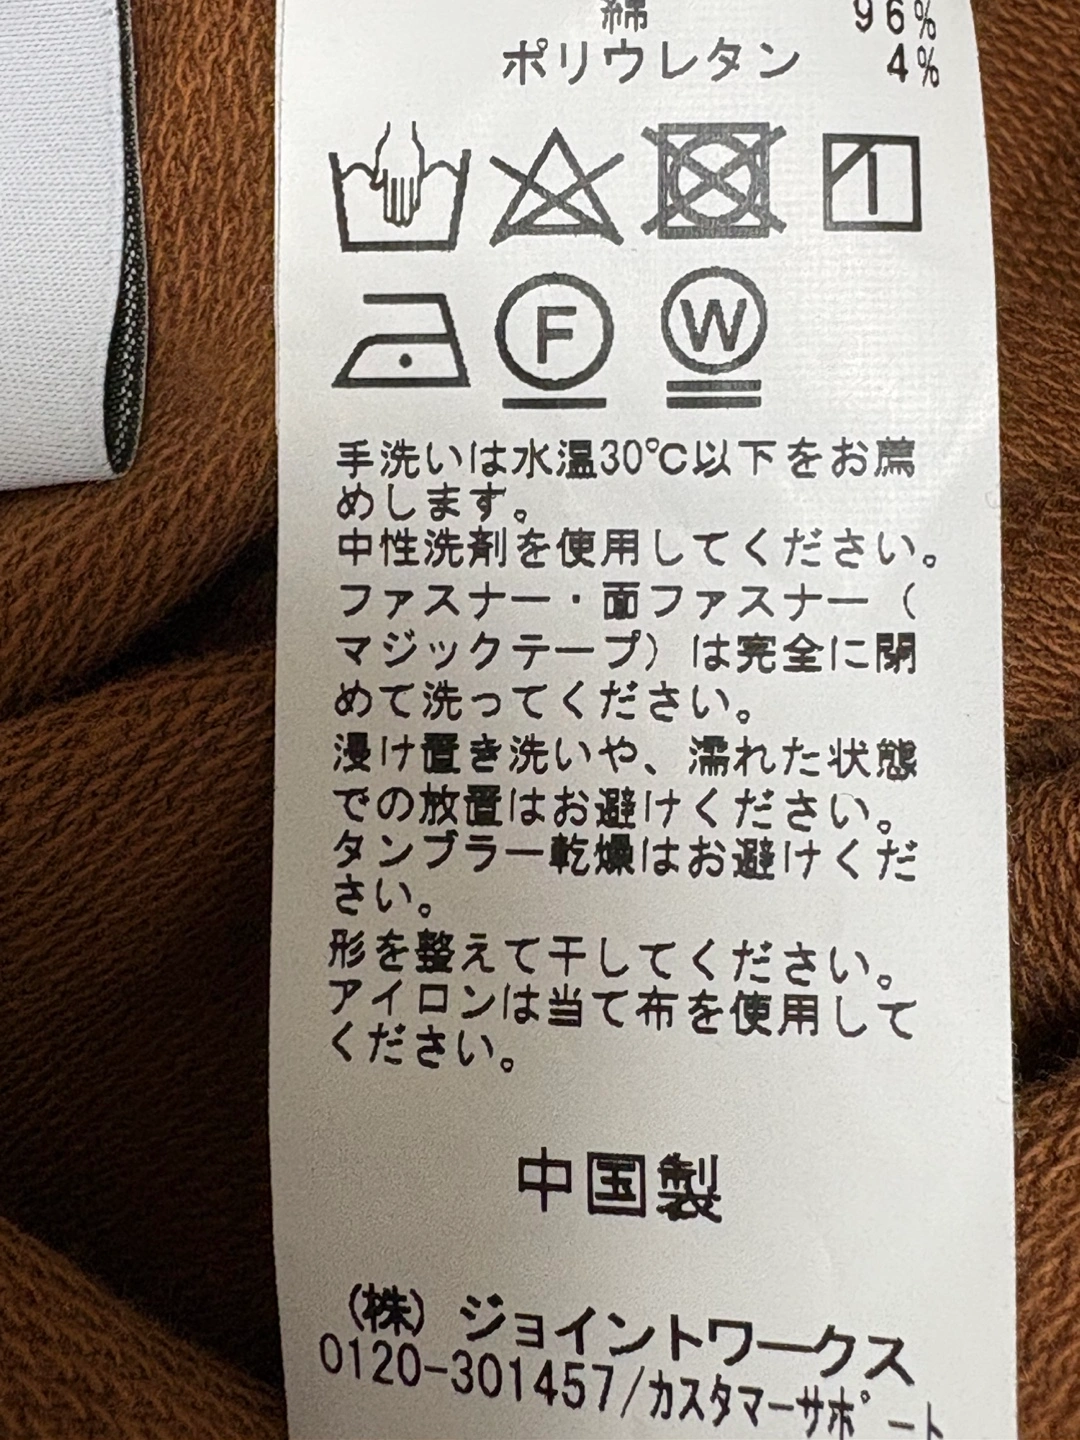 綿 96%
ポリウレタン 4%
F W
手洗いは水温30℃以下をお薦
めします。
中性洗剤を使用してください。
ファスナー・面ファスナー（
マジックテープ）は完全に閉
めて洗ってください。
浸け置き洗いや、濡れた状態
での放置はお避けください。
タンブラー乾燥はお避けくだ
さい。
形を整えて干してください。
アイロンは当て布を使用して
ください。
中国製
(株) ジョイントワークス
0120-301457/カスタマーサポート